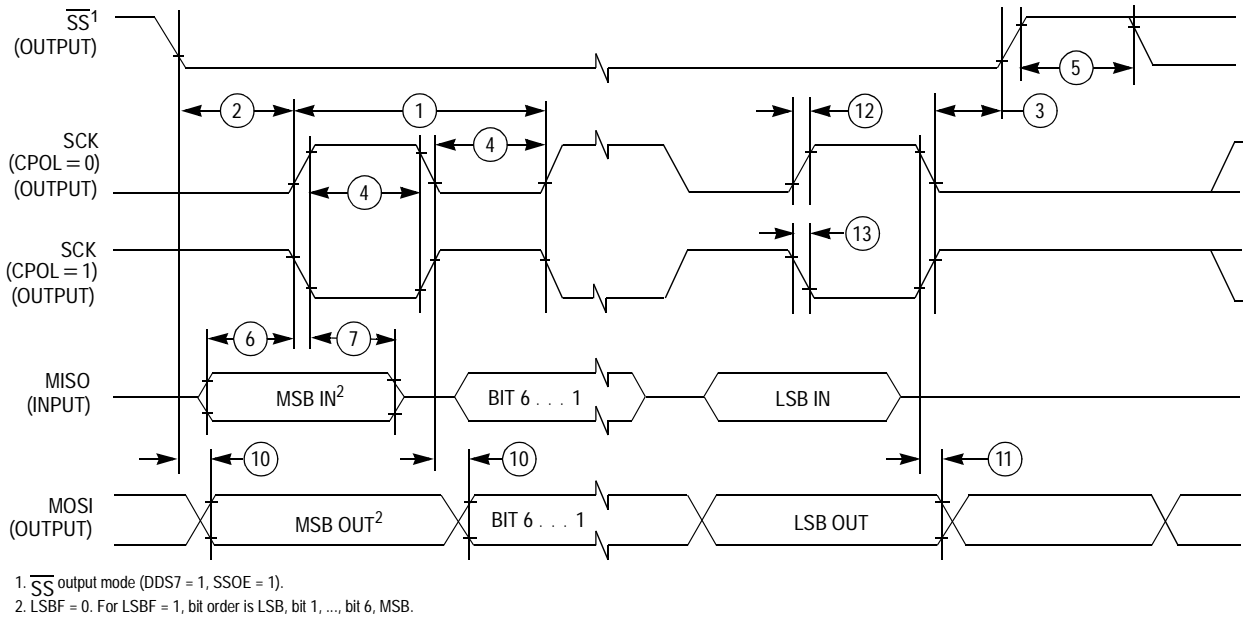 SS1
(OUTPUT)
5
2
1
12
3
SCK
(CPOL = 0)
(OUTPUT)
4
4
SCK
(CPOL = 1)
(OUTPUT)
13
6
7
MISO
(INPUT)
MSB IN2
BIT 6 . . . 1
LSB IN
10
10
11
MOSI
(OUTPUT)
MSB OUT2
BIT 6 . . . 1
LSB OUT
1. SS output mode (DDS7 = 1, SSOE = 1).
2. LSBF = 0. For LSBF = 1, bit order is LSB, bit 1, ..., bit 6, MSB.